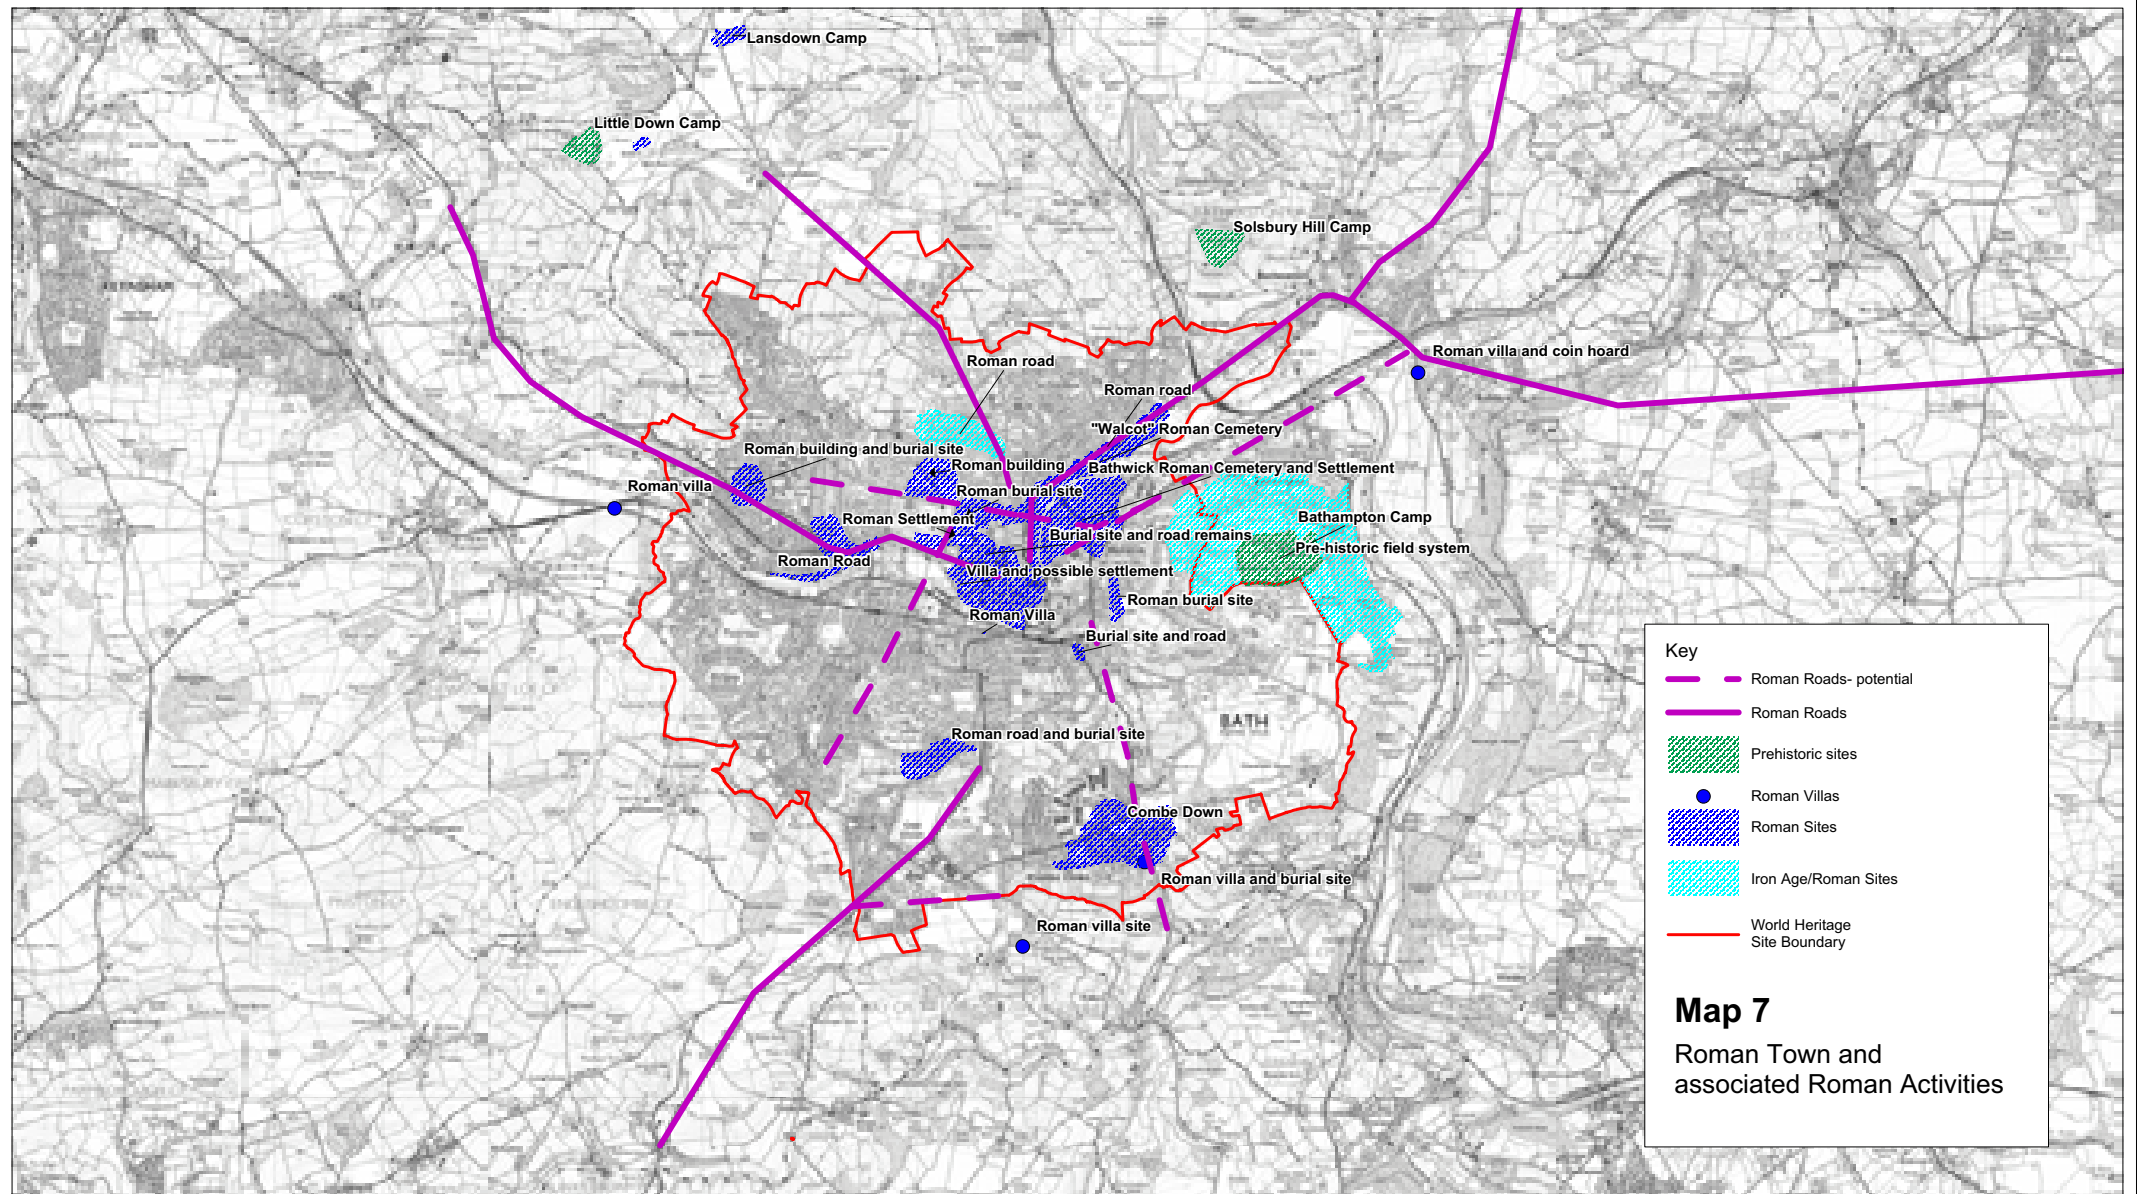 Lansdown Camp
Little Down Camp
Solsbury Hill Camp
Roman villa and coin hoard
Roman road
Roman road
"Walcot" Roman Cemetery
Roman building and burial site
Roman building
Bathwick Roman Cemetery and Settlement
Roman villa
Roman burial site
Roman Settlement
Bathampton Camp
Burial site and road remains
Pre-historic field system
Roman Road
Villa and possible settlement
Roman burial site
Roman Villa
Burial site and road
BATH
Roman road and burial site
Combe Down
Roman villa and burial site
Roman villa site
Key
Roman Roads- potential
Roman Roads
Prehistoric sites
Roman Villas
Roman Sites
Iron Age/Roman Sites
World Heritage
Site Boundary
Map 7
Roman Town and
associated Roman Activities